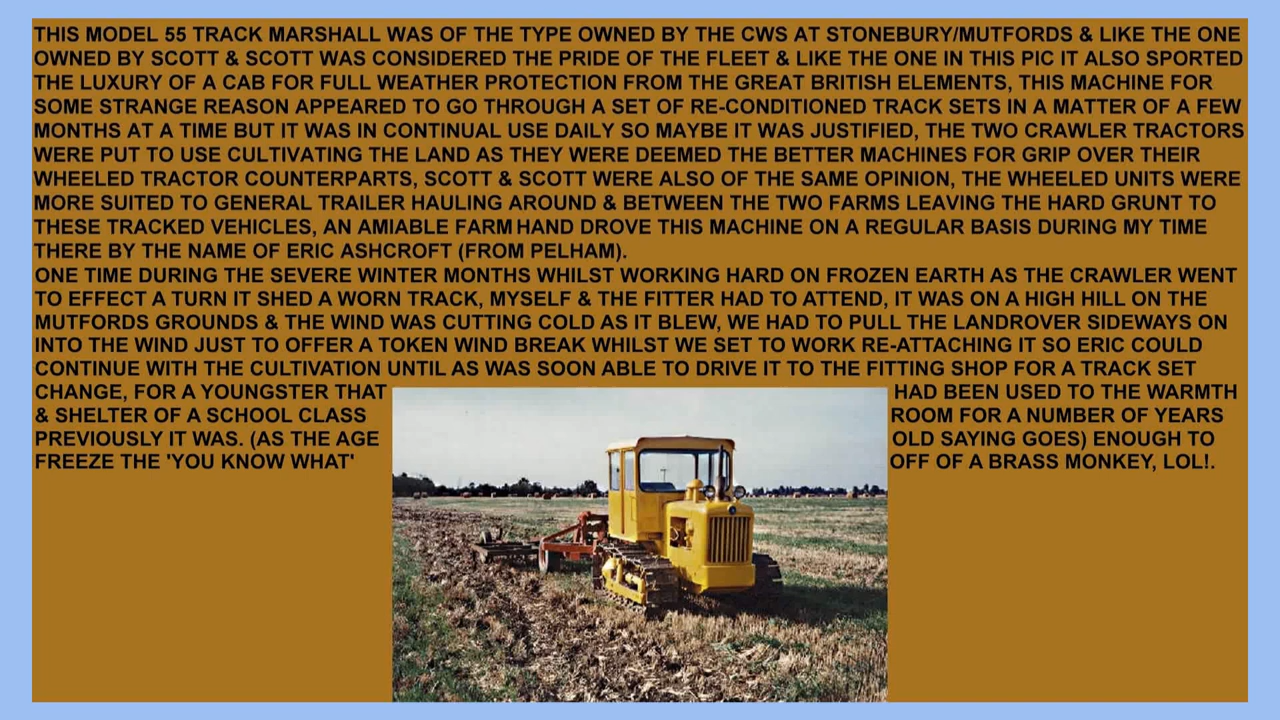 THIS MODEL 55 TRACK MARSHALL WAS OF THE TYPE OWNED BY THE CWS AT STONEBURY/MUTFORDS & LIKE THE ONE
OWNED BY SCOTT & SCOTT WAS CONSIDERED THE PRIDE OF THE FLEET & LIKE THE ONE IN THIS PIC IT ALSO SPORTED
THE LUXURY OF A CAB FOR FULL WEATHER PROTECTION FROM THE GREAT BRITISH ELEMENTS, THIS MACHINE FOR
SOME STRANGE REASON APPEARED TO GO THROUGH A SET OF RE-CONDITIONED TRACK SETS IN A MATTER OF A FEW
MONTHS AT A TIME BUT IT WAS IN CONTINUAL USE DAILY SO MAYBE IT WAS JUSTIFIED, THE TWO CRAWLER TRACTORS
WERE PUT TO USE CULTIVATING THE LAND AS THEY WERE DEEMED THE BETTER MACHINES FOR GRIP OVER THEIR
WHEELED TRACTOR COUNTERPARTS, SCOTT & SCOTT WERE ALSO OF THE SAME OPINION, THE WHEELED UNITS WERE
MORE SUITED TO GENERAL TRAILER HAULING AROUND & BETWEEN THE TWO FARMS LEAVING THE HARD GRUNT TO
THESE TRACKED VEHICLES, AN AMIABLE FARM HAND DROVE THIS MACHINE ON A REGULAR BASIS DURING MY TIME
THERE BY THE NAME OF ERIC ASHCROFT (FROM PELHAM).
ONE TIME DURING THE SEVERE WINTER MONTHS WHILST WORKING HARD ON FROZEN EARTH AS THE CRAWLER WENT
TO EFFECT A TURN IT SHED A WORN TRACK, MYSELF & THE FITTER HAD TO ATTEND, IT WAS ON A HIGH HILL ON THE
MUTFORDS GROUNDS & THE WIND WAS CUTTING COLD AS IT BLEW, WE HAD TO PULL THE LANDROVER SIDEWAYS ON
INTO THE WIND JUST TO OFFER A TOKEN WIND BREAK WHILST WE SET TO WORK RE-ATTACHING IT SO ERIC COULD
CONTINUE WITH THE CULTIVATION UNTIL AS WAS SOON ABLE TO DRIVE IT TO THE FITTING SHOP FOR A TRACK SET
CHANGE, FOR A YOUNGSTER THAT HAD BEEN USED TO THE WARMTH
& SHELTER OF A SCHOOL CLASS ROOM FOR A NUMBER OF YEARS
PREVIOUSLY IT WAS. (AS THE AGE OLD SAYING GOES) ENOUGH TO
FREEZE THE 'YOU KNOW WHAT' OFF OF A BRASS MONKEY, LOL!.